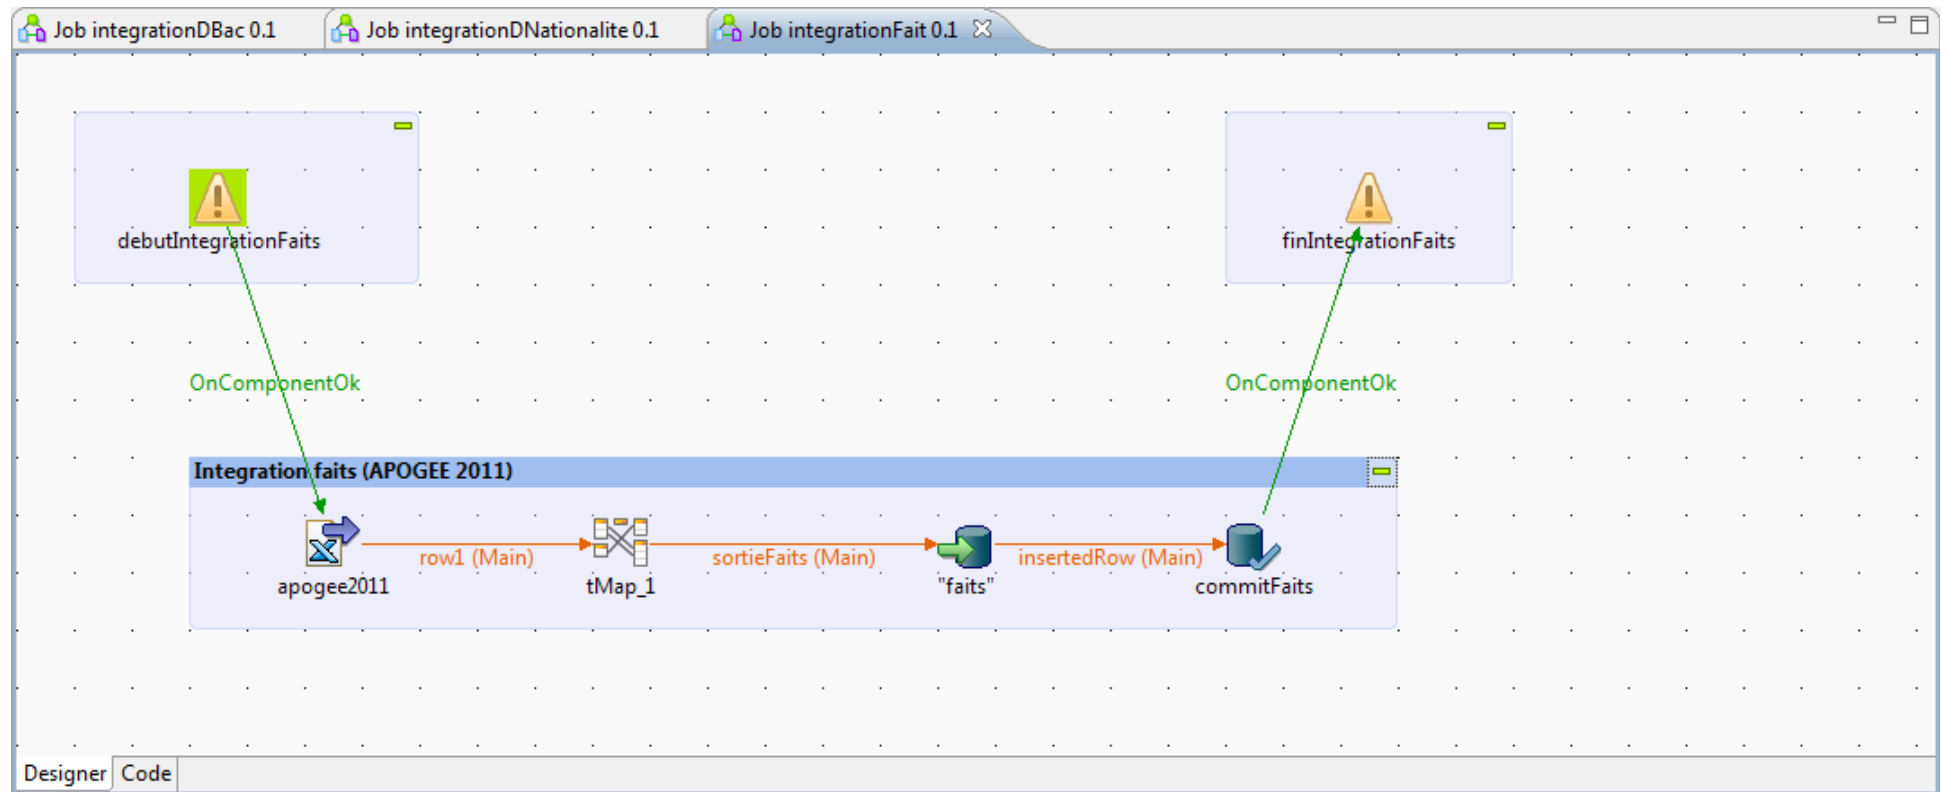 Job integrationDBac 0.1
Job integrationDNationalite 0.1
Job integrationFait 0.1
debutIntegrationFaits
finIntegrationFaits
OnComponentOk
OnComponentOk
Integration faits (APOGEE 2011)
row1 (Main)
sortieFaits (Main)
insertedRow (Main)
apogee2011
tMap_1
"faits"
commitFaits
Designer
Code